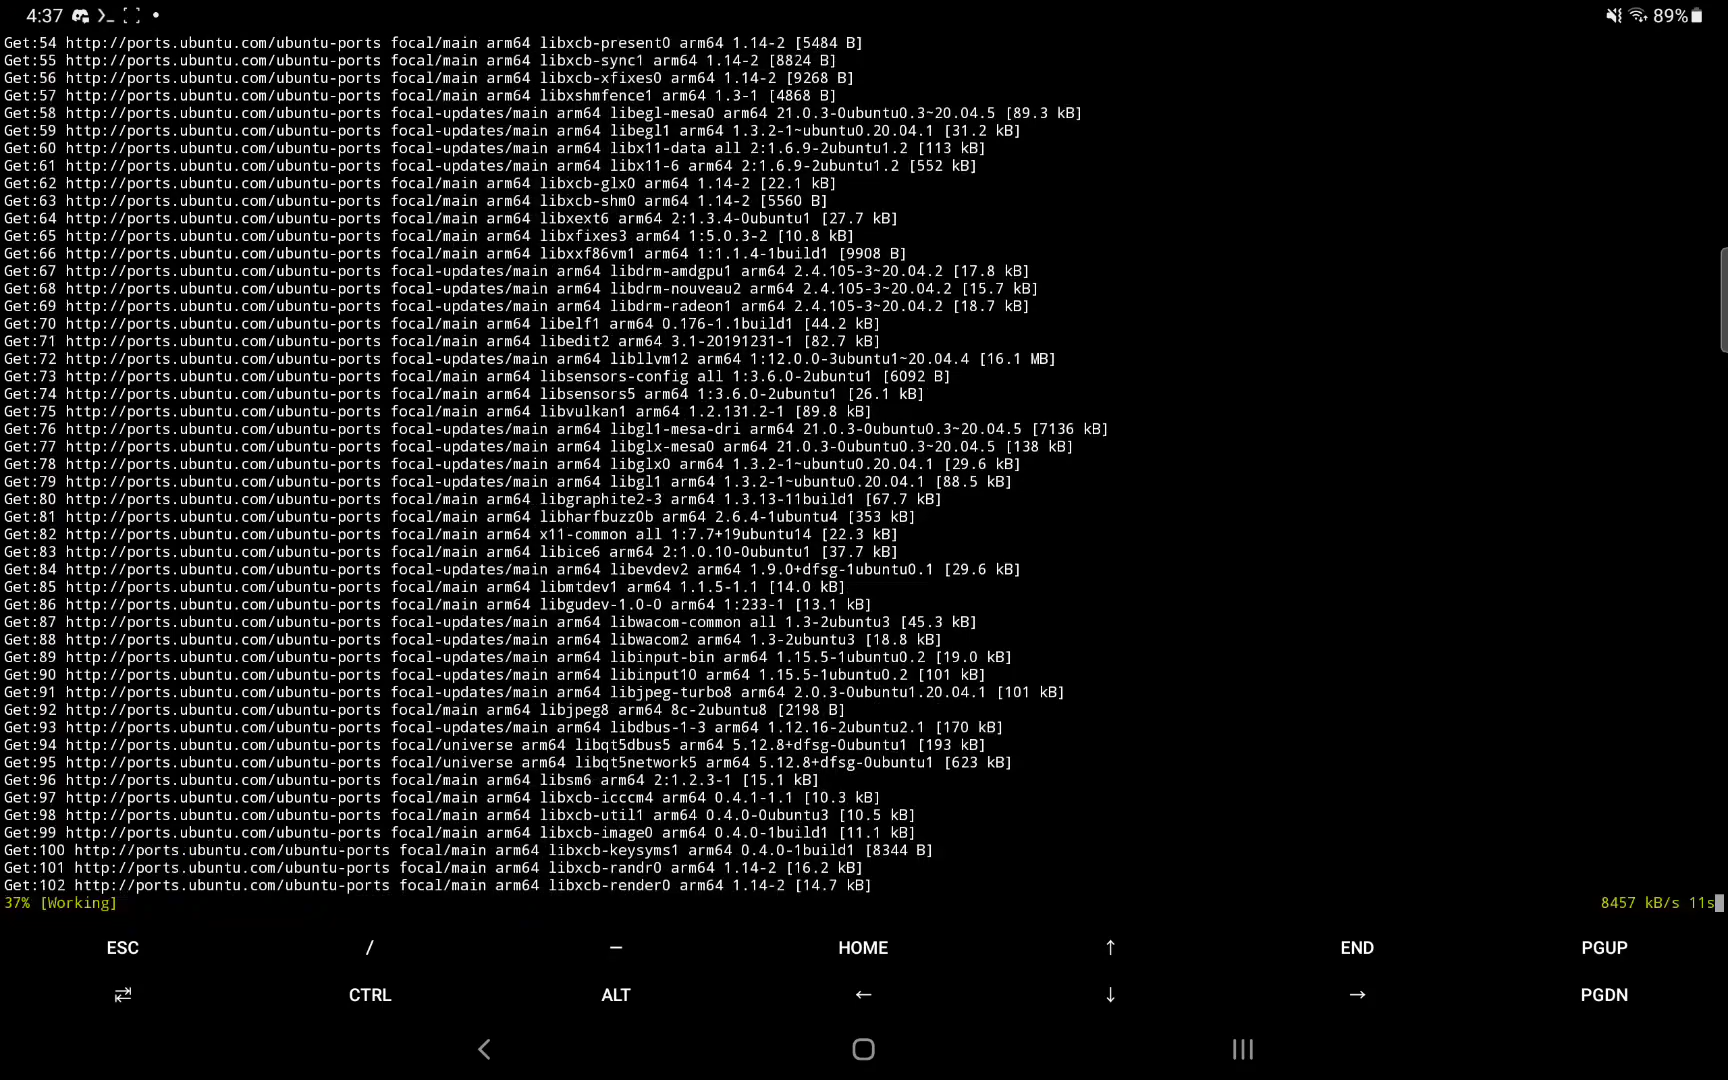 4:37
89%
Get:54 http://ports.ubuntu.com/ubuntu-ports focal/main arm64 libxcb-present0 arm64 1.14-2 [5484 B]
Get:55 http://ports.ubuntu.com/ubuntu-ports focal/main arm64 libxcb-sync1 arm64 1.14-2 [8824 B]
Get:56 http://ports.ubuntu.com/ubuntu-ports focal/main arm64 libxcb-xfixes0 arm64 1.14-2 [9268 B]
Get:57 http://ports.ubuntu.com/ubuntu-ports focal/main arm64 libxshmfence1 arm64 1.3-1 [4868 B]
Get:58 http://ports.ubuntu.com/ubuntu-ports focal-updates/main arm64 libegl-mesa0 arm64 21.0.3-0ubuntu0.3~20.04.5 [89.3 kB]
Get:59 http://ports.ubuntu.com/ubuntu-ports focal-updates/main arm64 libegl1 arm64 1.3.2-1~ubuntu0.20.04.1 [31.2 kB]
Get:60 http://ports.ubuntu.com/ubuntu-ports focal-updates/main arm64 libx11-data all 2:1.6.9-2ubuntu1.2 [113 kB]
Get:61 http://ports.ubuntu.com/ubuntu-ports focal-updates/main arm64 libx11-6 arm64 2:1.6.9-2ubuntu1.2 [552 kB]
Get:62 http://ports.ubuntu.com/ubuntu-ports focal/main arm64 libxcb-glx0 arm64 1.14-2 [22.1 kB]
Get:63 http://ports.ubuntu.com/ubuntu-ports focal/main arm64 libxcb-shm0 arm64 1.14-2 [5560 B]
Get:64 http://ports.ubuntu.com/ubuntu-ports focal/main arm64 libxext6 arm64 2:1.3.4-0ubuntu1 [27.7 kB]
Get:65 http://ports.ubuntu.com/ubuntu-ports focal/main arm64 libxfixes3 arm64 1:5.0.3-2 [10.8 kB]
Get:66 http://ports.ubuntu.com/ubuntu-ports focal/main arm64 libxxf86vm1 arm64 1:1.1.4-1build1 [9908 B]
Get:67 http://ports.ubuntu.com/ubuntu-ports focal-updates/main arm64 libdrm-amdgpu1 arm64 2.4.105-3~20.04.2 [17.8 kB]
Get:68 http://ports.ubuntu.com/ubuntu-ports focal-updates/main arm64 libdrm-nouveau2 arm64 2.4.105-3~20.04.2 [15.7 kB]
Get:69 http://ports.ubuntu.com/ubuntu-ports focal-updates/main arm64 libdrm-radeon1 arm64 2.4.105-3~20.04.2 [18.7 kB]
Get:70 http://ports.ubuntu.com/ubuntu-ports focal/main arm64 libelf1 arm64 0.176-1.1build1 [44.2 kB]
Get:71 http://ports.ubuntu.com/ubuntu-ports focal/main arm64 libedit2 arm64 3.1-20191231-1 [82.7 kB]
Get:72 http://ports.ubuntu.com/ubuntu-ports focal-updates/main arm64 libllvm12 arm64 1:12.0.0-3ubuntu1~20.04.4 [16.1 MB]
Get:73 http://ports.ubuntu.com/ubuntu-ports focal/main arm64 libsensors-config all 1:3.6.0-2ubuntu1 [6092 B]
Get:74 http://ports.ubuntu.com/ubuntu-ports focal/main arm64 libsensors5 arm64 1:3.6.0-2ubuntu1 [26.1 kB]
Get:75 http://ports.ubuntu.com/ubuntu-ports focal/main arm64 libvulkan1 arm64 1.2.131.2-1 [89.8 kB]
Get:76 http://ports.ubuntu.com/ubuntu-ports focal-updates/main arm64 libgl1-mesa-dri arm64 21.0.3-0ubuntu0.3~20.04.5 [7136 kB]
Get:77 http://ports.ubuntu.com/ubuntu-ports focal-updates/main arm64 libglx-mesa0 arm64 21.0.3-0ubuntu0.3~20.04.5 [138 kB]
Get:78 http://ports.ubuntu.com/ubuntu-ports focal-updates/main arm64 libglx0 arm64 1.3.2-1~ubuntu0.20.04.1 [29.6 kB]
Get:79 http://ports.ubuntu.com/ubuntu-ports focal-updates/main arm64 libgl1 arm64 1.3.2-1~ubuntu0.20.04.1 [88.5 kB]
Get:80 http://ports.ubuntu.com/ubuntu-ports focal/main arm64 libgraphite2-3 arm64 1.3.13-11build1 [67.7 kB]
Get:81 http://ports.ubuntu.com/ubuntu-ports focal/main arm64 libharfbuzz0b arm64 2.6.4-1ubuntu4 [353 kB]
Get:82 http://ports.ubuntu.com/ubuntu-ports focal/main arm64 x11-common all 1:7.7+19ubuntu14 [22.3 kB]
Get:83 http://ports.ubuntu.com/ubuntu-ports focal/main arm64 libice6 arm64 2:1.0.10-0ubuntu1 [37.7 kB]
Get:84 http://ports.ubuntu.com/ubuntu-ports focal-updates/main arm64 libevdev2 arm64 1.9.0+dfsg-1ubuntu0.1 [29.6 kB]
Get:85 http://ports.ubuntu.com/ubuntu-ports focal/main arm64 libmtdev1 arm64 1.1.5-1.1 [14.0 kB]
Get:86 http://ports.ubuntu.com/ubuntu-ports focal/main arm64 libgudev-1.0-0 arm64 1:233-1 [13.1 kB]
Get:87 http://ports.ubuntu.com/ubuntu-ports focal-updates/main arm64 libwacom-common all 1.3-2ubuntu3 [45.3 kB]
Get:88 http://ports.ubuntu.com/ubuntu-ports focal-updates/main arm64 libwacom2 arm64 1.3-2ubuntu3 [18.8 kB]
Get:89 http://ports.ubuntu.com/ubuntu-ports focal-updates/main arm64 libinput-bin arm64 1.15.5-1ubuntu0.2 [19.0 kB]
Get:90 http://ports.ubuntu.com/ubuntu-ports focal-updates/main arm64 libinput10 arm64 1.15.5-1ubuntu0.2 [101 kB]
Get:91 http://ports.ubuntu.com/ubuntu-ports focal-updates/main arm64 libjpeg-turbo8 arm64 2.0.3-0ubuntu1.20.04.1 [101 kB]
Get:92 http://ports.ubuntu.com/ubuntu-ports focal/main arm64 libjpeg8 arm64 8c-2ubuntu8 [2198 B]
Get:93 http://ports.ubuntu.com/ubuntu-ports focal-updates/main arm64 libdbus-1-3 arm64 1.12.16-2ubuntu2.1 [170 kB]
Get:94 http://ports.ubuntu.com/ubuntu-ports focal/universe arm64 libqt5dbus5 arm64 5.12.8+dfsg-0ubuntu1 [193 kB]
Get:95 http://ports.ubuntu.com/ubuntu-ports focal/universe arm64 libqt5network5 arm64 5.12.8+dfsg-0ubuntu1 [623 kB]
Get:96 http://ports.ubuntu.com/ubuntu-ports focal/main arm64 libsm6 arm64 2:1.2.3-1 [15.1 kB]
Get:97 http://ports.ubuntu.com/ubuntu-ports focal/main arm64 libxcb-icccm4 arm64 0.4.1-1.1 [10.3 kB]
Get:98 http://ports.ubuntu.com/ubuntu-ports focal/main arm64 libxcb-util1 arm64 0.4.0-0ubuntu3 [10.5 kB]
Get:99 http://ports.ubuntu.com/ubuntu-ports focal/main arm64 libxcb-image0 arm64 0.4.0-1build1 [11.1 kB]
Get:100 http://ports.ubuntu.com/ubuntu-ports focal/main arm64 libxcb-keysyms1 arm64 0.4.0-1build1 [8344 B]
Get:101 http://ports.ubuntu.com/ubuntu-ports focal/main arm64 libxcb-randr0 arm64 1.14-2 [16.2 kB]
Get:102 http://ports.ubuntu.com/ubuntu-ports focal/main arm64 libxcb-render0 arm64 1.14-2 [14.7 kB]
37% [Working] 8457 kB/s 11s
ESC / — HOME ↑ END PGUP
⇄ CTRL ALT ← ↓ → PGDN